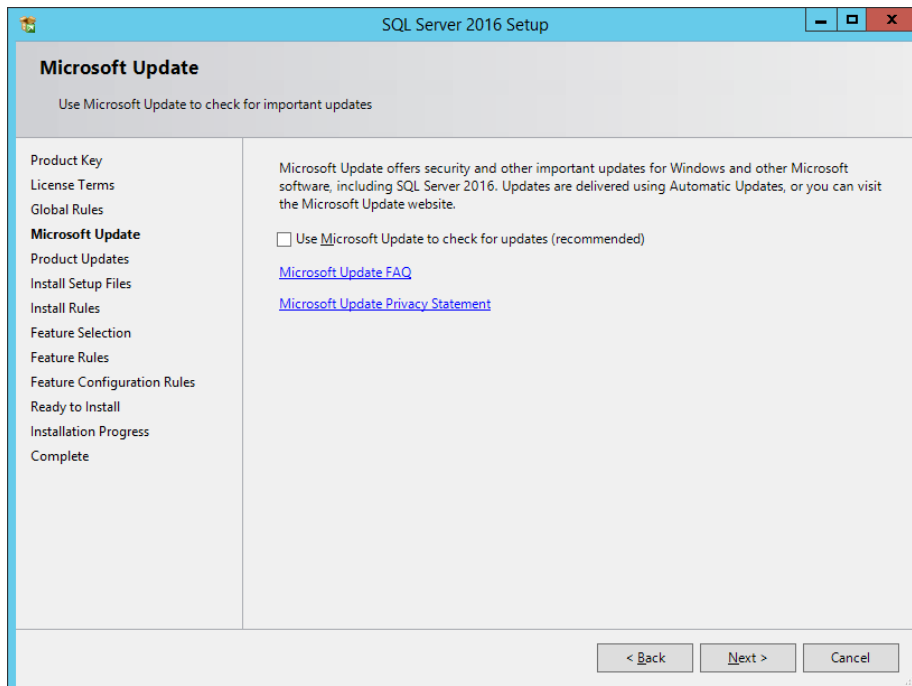 SQL Server 2016 Setup
Microsoft Update
Use Microsoft Update to check for important updates
Product Key
License Terms
Global Rules
Microsoft Update
Product Updates
Install Setup Files
Install Rules
Feature Selection
Feature Rules
Feature Configuration Rules
Ready to Install
Installation Progress
Complete
Microsoft Update offers security and other important updates for Windows and other Microsoft
software, including SQL Server 2016. Updates are delivered using Automatic Updates, or you can visit
the Microsoft Update website.
Use Microsoft Update to check for updates (recommended)
Microsoft Update FAQ
Microsoft Update Privacy Statement
< Back
Next >
Cancel